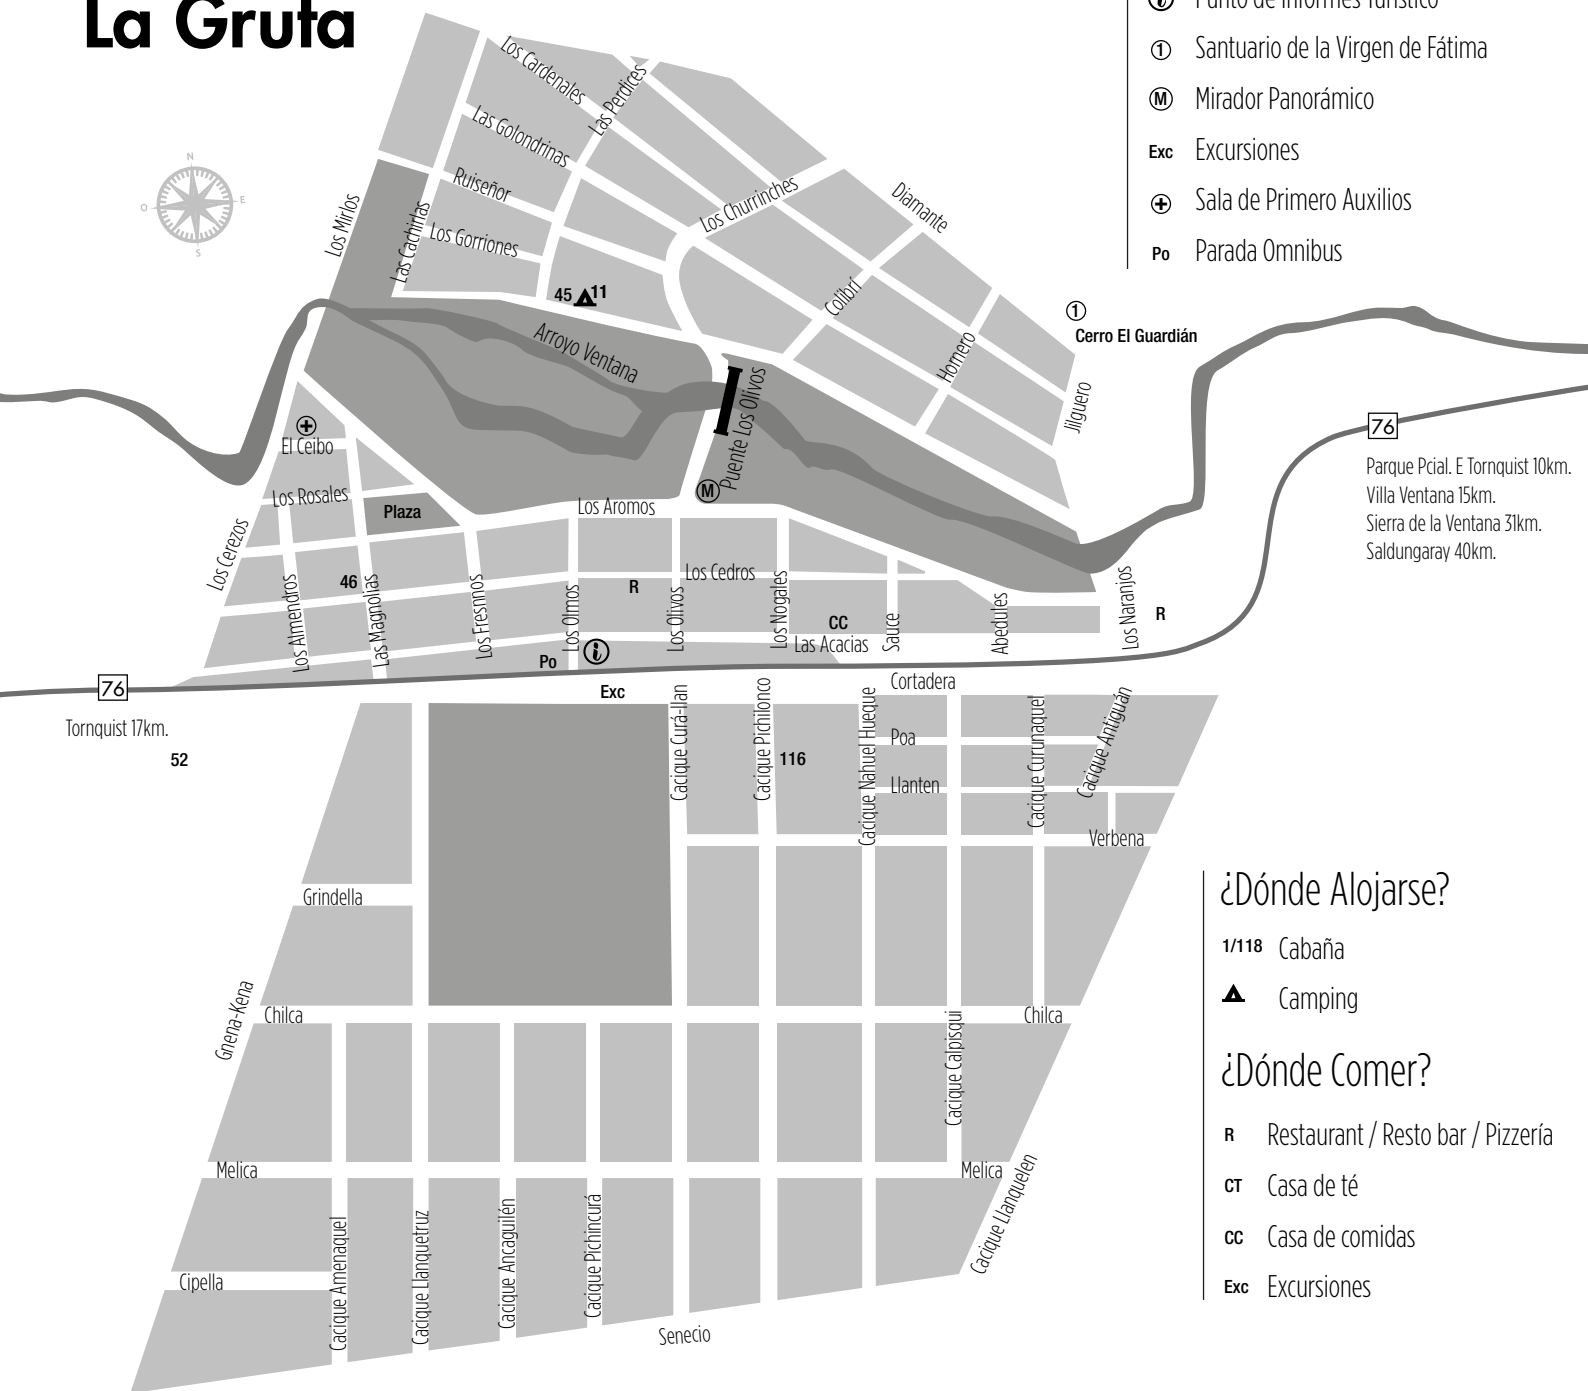 La Gruta
Punto de Informes Turístico
1 Santuario de la Virgen de Fátima
M Mirador Panorámico
Exc Excursiones
Sala de Primero Auxilios
Po Parada Omnibus
N
O
E
S
Los Cardenales
Las Perdices
Las Golondrinas
Ruiseñor
Los Gorriones
Los Mirlos
Las Cachirlas
Los Churrinches
Diamante
Colibrí
Hornero
Jilguero
45
11
Arroyo Ventana
Puente Los Olivos
1
Cerro El Guardián
76
Parque Pcial. E Tornquist 10km.
Villa Ventana 15km.
Sierra de la Ventana 31km.
Saldungaray 40km.
El Ceibo
Los Rosales
Plaza
M
Los Aromos
Los Cerezos
46
Los Almendros
Las Magnolias
Los Fresnnos
Los Olmos
R
Los Cedros
Los Olivos
Los Nogales
CC
Las Acacias
Sauce
Abedules
Los Naranjos
R
Po
i
Exc
76
Tornquist 17km.
52
Cortadera
Cacique Curá-llan
Cacique Pichilonco
116
Cacique Nahuel Hueque
Poa
Llanten
Cacique Curunaquel
Cacique Antiguán
Verbena
Grindella
Gnena-Kena
Chilca
Chilca
Cacique Calpisqui
Melica
Melica
Cacique Llanquelen
Cipella
Cacique Amenaquel
Cacique Llanquetruz
Cacique Ancaguilén
Cacique Pichincurá
Senecio
¿Dónde Alojarse?
1/118 Cabaña
Camping
¿Dónde Comer?
R Restaurant / Resto bar / Pizzería
CT Casa de té
CC Casa de comidas
Exc Excursiones